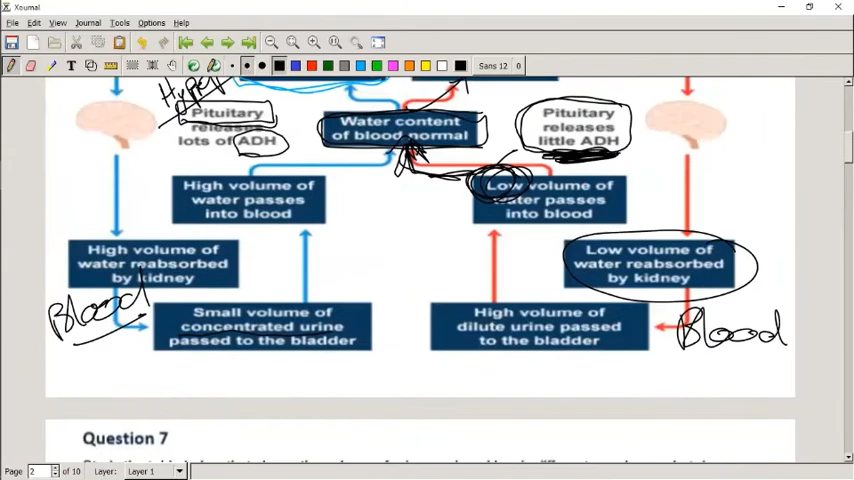 Xournal
File Edit View Journal Tools Options Help
Sans 12 0
Hyper
Pituitary
releases
lots of ADH
Water content
of blood normal
Pituitary
releases
little ADH
High volume of
water passes
into blood
Low volume of
water passes
into blood
High volume of
water reabsorbed
by kidney
Low volume of
water reabsorbed
by kidney
Blood
Small volume of
concentrated urine
passed to the bladder
High volume of
dilute urine passed
to the bladder
Blood
Question 7
Page 2 of 10 Layer: Layer 1